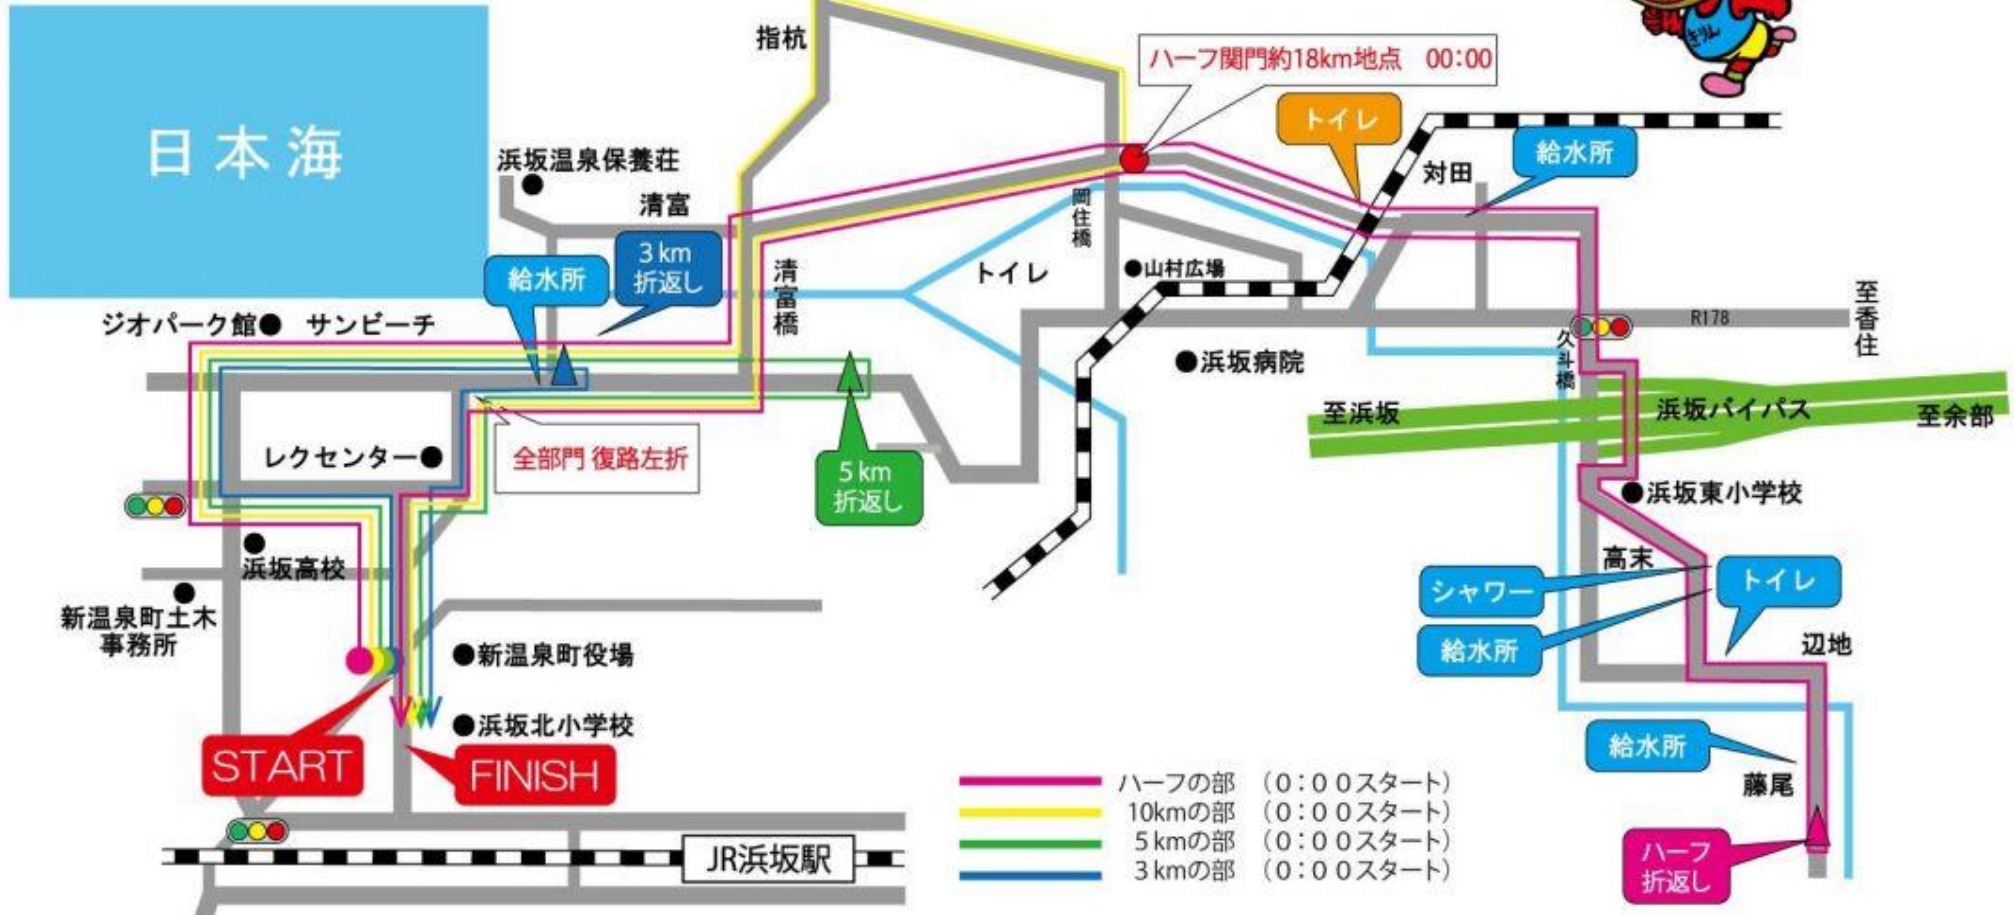 きりん
指杭
ハーフ関門約18km地点　00:00
トイレ
給水所
対田
日本海
浜坂温泉保養荘
清富
岡住橋
3 km
折返し
給水所
清富橋
トイレ
●山村広場
ジオパーク館●　サンビーチ
R178
至香住
久斗橋
●浜坂病院
至浜坂
浜坂バイパス
至余部
全部門 復路左折
レクセンター●
5 km
折返し
●浜坂東小学校
浜坂高校
高末
シャワー
トイレ
新温泉町土木
事務所
●新温泉町役場
給水所
辺地
●浜坂北小学校
START
FINISH
給水所
藤尾
ハーフの部　（0：００スタート）
10kmの部　（0：００スタート）
5 kmの部　（0：００スタート）
3 kmの部　（0：００スタート）
JR浜坂駅
ハーフ
折返し